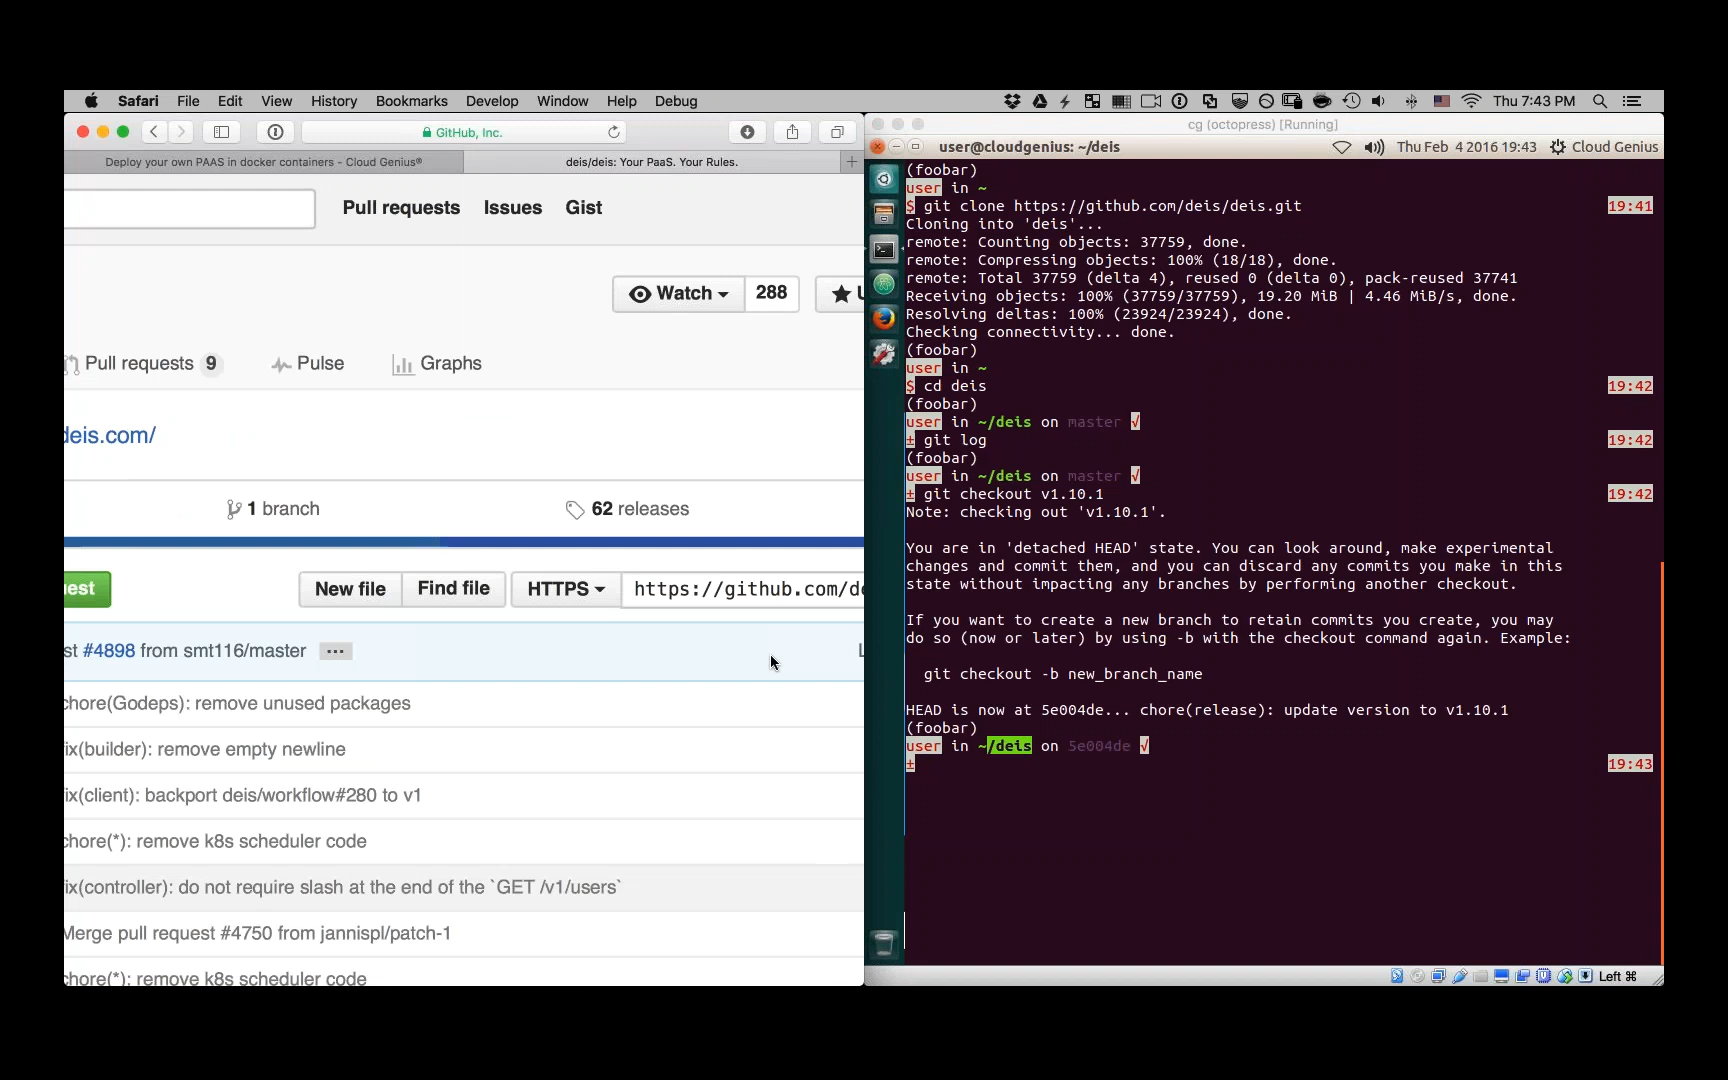 Safari File Edit View History Bookmarks Develop Window Help Debug
Thu 7:43 PM
GitHub, Inc.
Deploy your own PAAS in docker containers - Cloud Genius®
deis/deis: Your PaaS. Your Rules.
Pull requests Issues Gist
Watch 288
Pull requests 9 Pulse Graphs
deis.com/
1 branch 62 releases
New file Find file HTTPS https://github.com/de
st #4898 from smt116/master ...
chore(Godeps): remove unused packages
fix(builder): remove empty newline
fix(client): backport deis/workflow#280 to v1
chore(*): remove k8s scheduler code
fix(controller): do not require slash at the end of the `GET /v1/users`
Merge pull request #4750 from jannispl/patch-1
chore(*): remove k8s scheduler code
cg (octopress) [Running]
user@cloudgenius: ~/deis Thu Feb 4 2016 19:43 Cloud Genius
(foobar)
user in ~
$ git clone https://github.com/deis/deis.git 19:41
Cloning into 'deis'...
remote: Counting objects: 37759, done.
remote: Compressing objects: 100% (18/18), done.
remote: Total 37759 (delta 4), reused 0 (delta 0), pack-reused 37741
Receiving objects: 100% (37759/37759), 19.20 MiB | 4.46 MiB/s, done.
Resolving deltas: 100% (23924/23924), done.
Checking connectivity... done.
(foobar)
user in ~
$ cd deis 19:42
(foobar)
user in ~/deis on master √
± git log 19:42
(foobar)
user in ~/deis on master √
± git checkout v1.10.1 19:42
Note: checking out 'v1.10.1'.
You are in 'detached HEAD' state. You can look around, make experimental
changes and commit them, and you can discard any commits you make in this
state without impacting any branches by performing another checkout.
If you want to create a new branch to retain commits you create, you may
do so (now or later) by using -b with the checkout command again. Example:
git checkout -b new_branch_name
HEAD is now at 5e004de... chore(release): update version to v1.10.1
(foobar)
user in ~/deis on 5e004de √
± 19:43
Left ⌘